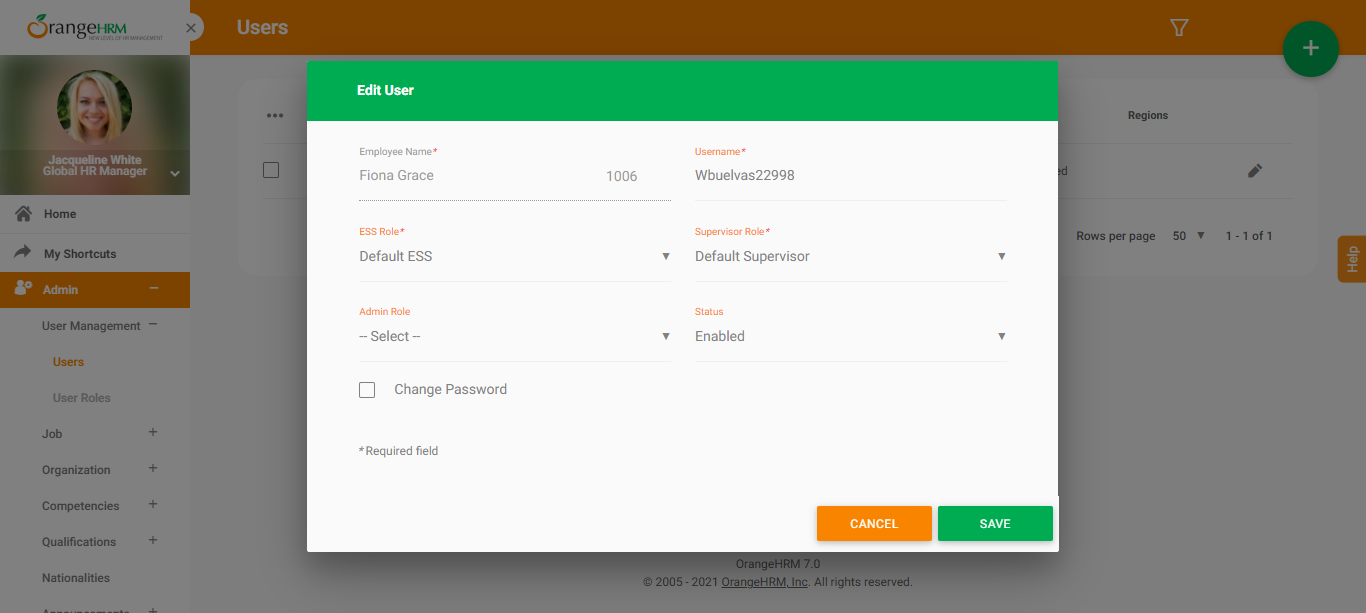 OrangeHRM
NEW LEVEL OF HR MANAGEMENT
Users
Jacqueline White
Global HR Manager
Home
My Shortcuts
Admin
User Management
Users
User Roles
Job
Organization
Competencies
Qualifications
Nationalities
Announcements
Edit User
Employee Name*
Fiona Grace 1006
Username*
Wbuelvas22998
ESS Role*
Default ESS
Supervisor Role*
Default Supervisor
Admin Role
-- Select --
Status
Enabled
Change Password
* Required field
CANCEL
SAVE
Regions
ed
Rows per page 50 1 - 1 of 1
Help
OrangeHRM 7.0
© 2005 - 2021 OrangeHRM, Inc. All rights reserved.